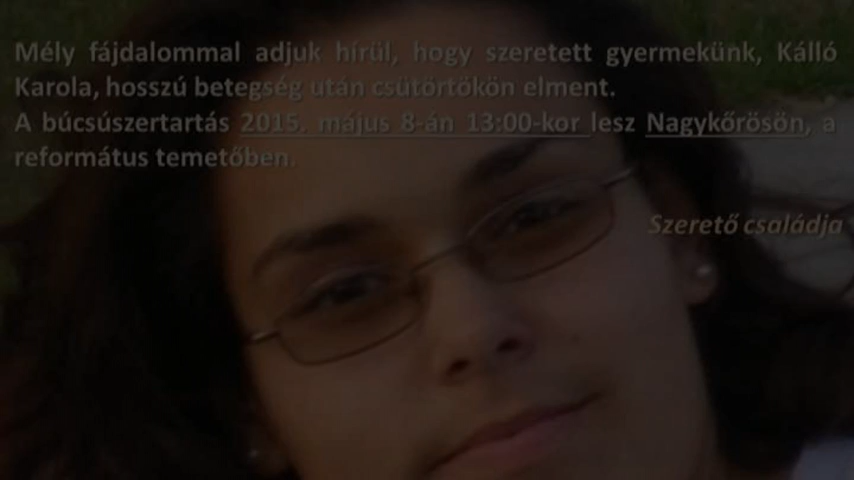 Mély fájdalommal adjuk hírül, hogy szeretett gyermekünk, Kálló
Karola, hosszú betegség után csütörtökön elment.
A búcsúszertartás 2015. május 8-án 13:00-kor lesz Nagykőrösön, a
református temetőben.
Szerető családja